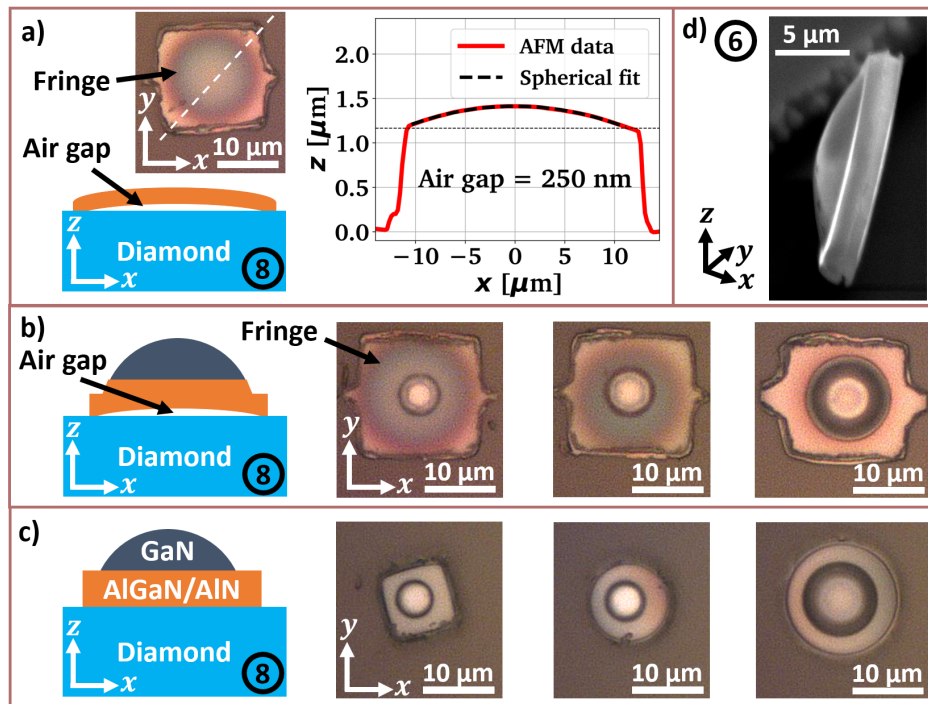 a)
Fringe
Air gap
y
x
10 μm
z
Diamond
x
8
z [μm]
2.0
1.5
1.0
0.5
0.0
AFM data
Spherical fit
Air gap = 250 nm
−10
−5
0
5
10
x [μm]
d)
6
5 μm
z
y
x
b)
Air gap
Fringe
z
Diamond
x
8
y
x
10 μm
10 μm
10 μm
c)
GaN
AlGaN/AlN
z
Diamond
x
8
y
x
10 μm
10 μm
10 μm